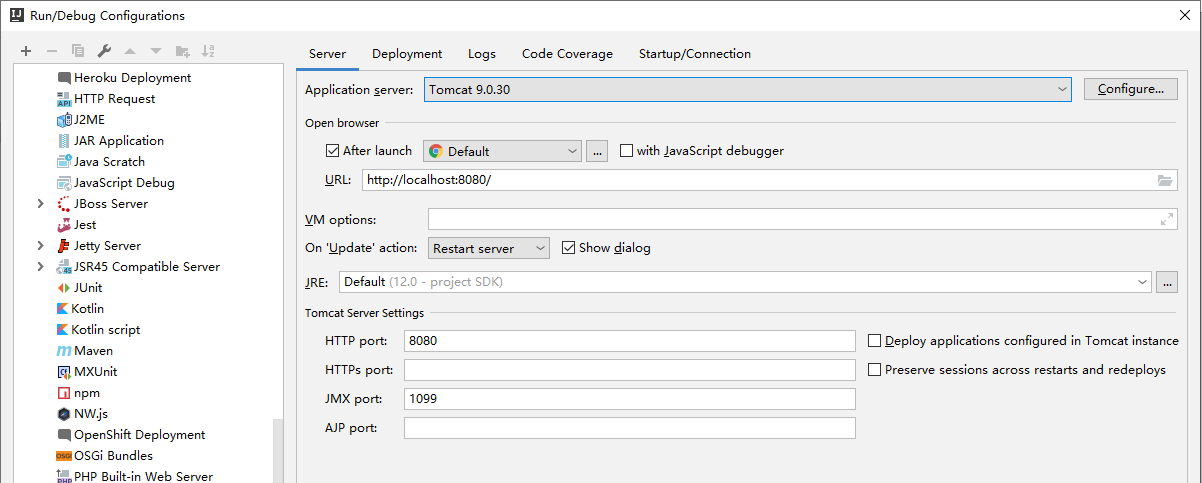 Run/Debug Configurations
Heroku Deployment
HTTP Request
J2ME
JAR Application
Java Scratch
JavaScript Debug
JBoss Server
Jest
Jetty Server
JSR45 Compatible Server
JUnit
Kotlin
Kotlin script
Maven
MXUnit
npm
NW.js
OpenShift Deployment
OSGi Bundles
PHP Built-in Web Server
Server Deployment Logs Code Coverage Startup/Connection
Application server: Tomcat 9.0.30 Configure...
Open browser
After launch Default ... with JavaScript debugger
URL: http://localhost:8080/
VM options:
On 'Update' action: Restart server Show dialog
JRE: Default (12.0 - project SDK) ...
Tomcat Server Settings
HTTP port: 8080 Deploy applications configured in Tomcat instance
HTTPs port: Preserve sessions across restarts and redeploys
JMX port: 1099
AJP port: